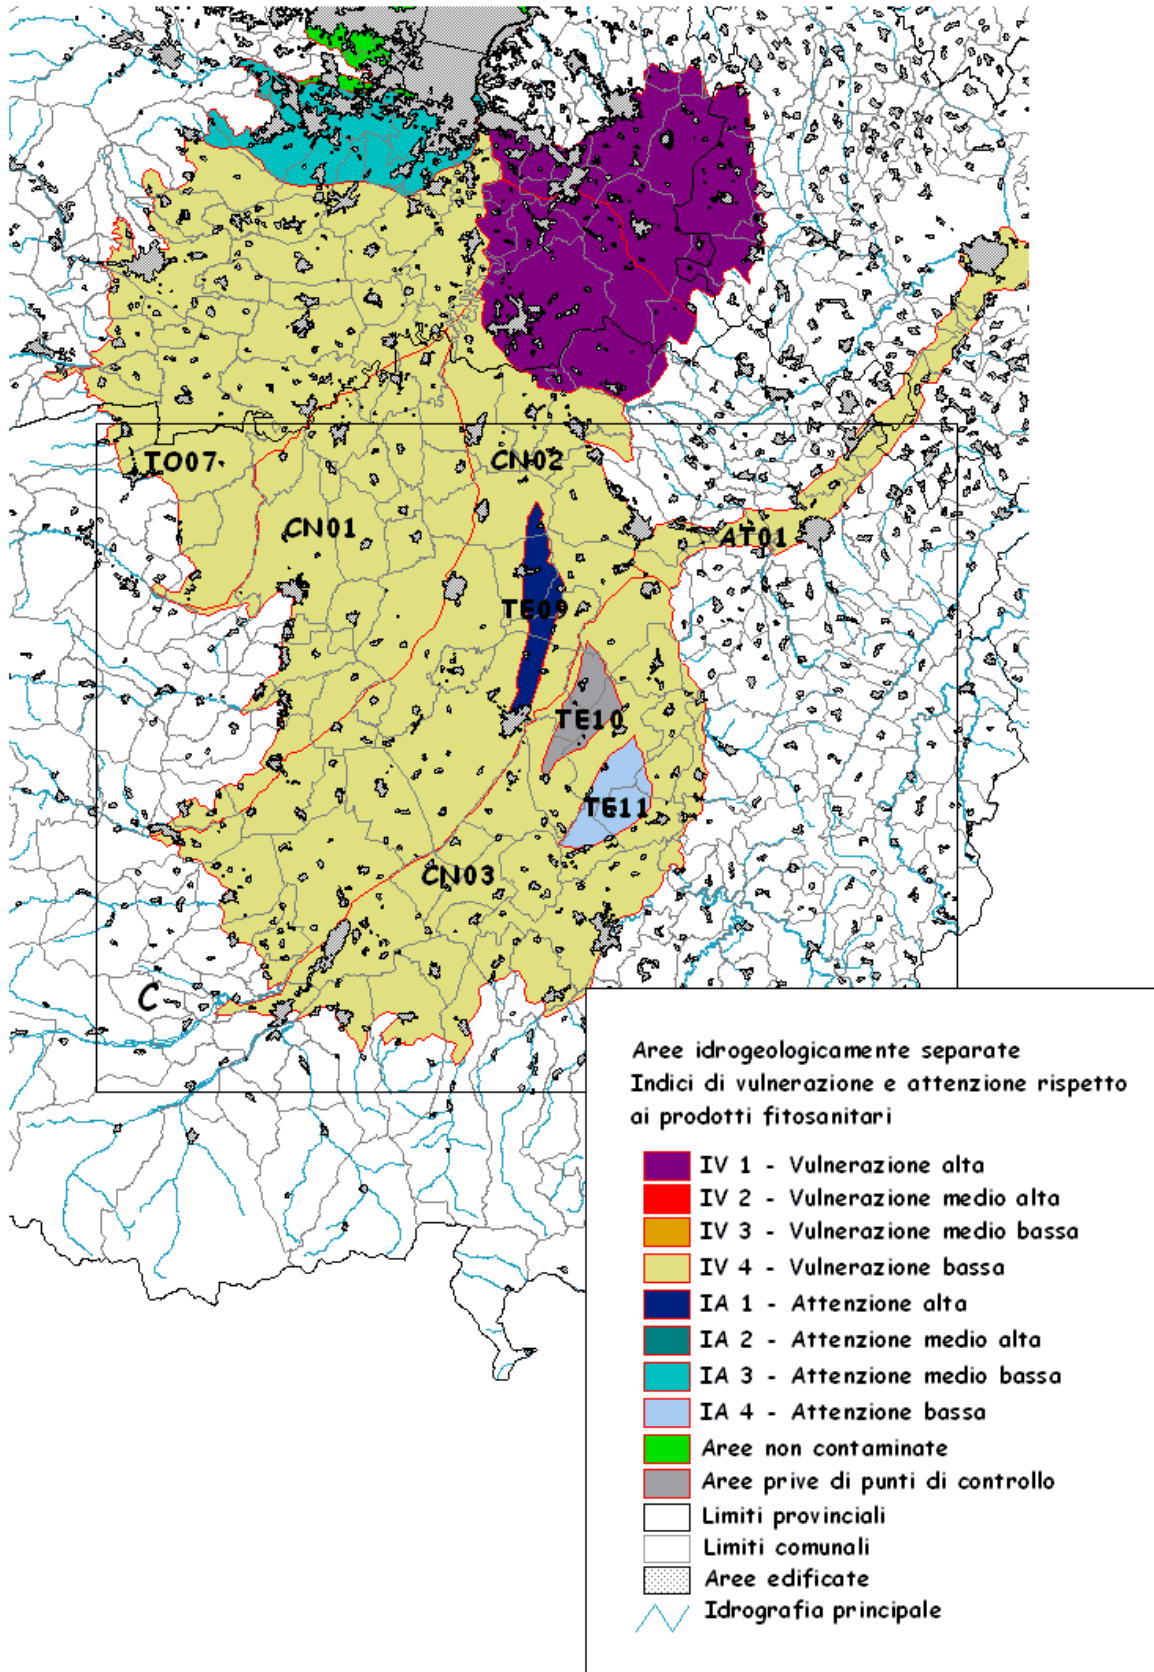 TO07
CN02
CN01
AT01
TE09
TE10
TE11
CN03
C
Aree idrogeologicamente separate
Indici di vulnerazione e attenzione rispetto
ai prodotti fitosanitari
IV 1 - Vulnerazione alta
IV 2 - Vulnerazione medio alta
IV 3 - Vulnerazione medio bassa
IV 4 - Vulnerazione bassa
IA 1 - Attenzione alta
IA 2 - Attenzione medio alta
IA 3 - Attenzione medio bassa
IA 4 - Attenzione bassa
Aree non contaminate
Aree prive di punti di controllo
Limiti provinciali
Limiti comunali
Aree edificate
Idrografia principale